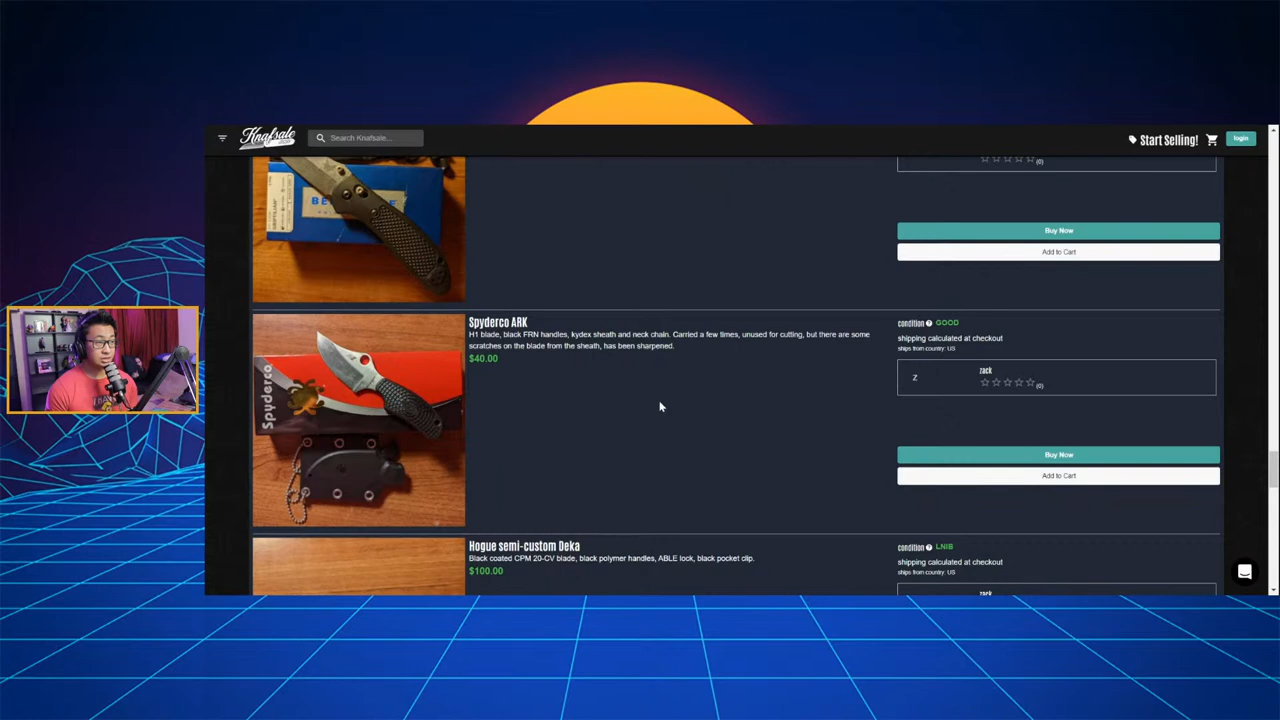 Knafsale
Search Knafsale...
Start Selling!
login
(0)
Buy Now
Add to Cart
Spyderco ARK
H1 blade, black FRN handles, kydex sheath and neck chain. Carried a few times, unused for cutting, but there are some
scratches on the blade from the sheath, has been sharpened.
$40.00
condition GOOD
shipping calculated at checkout
ships from country: US
Z
zack
(0)
Buy Now
Add to Cart
Spyderco
Hogue semi-custom Deka
Black coated CPM 20-CV blade, black polymer handles, ABLE lock, black pocket clip.
$100.00
condition LNIB
shipping calculated at checkout
ships from country: US
zack